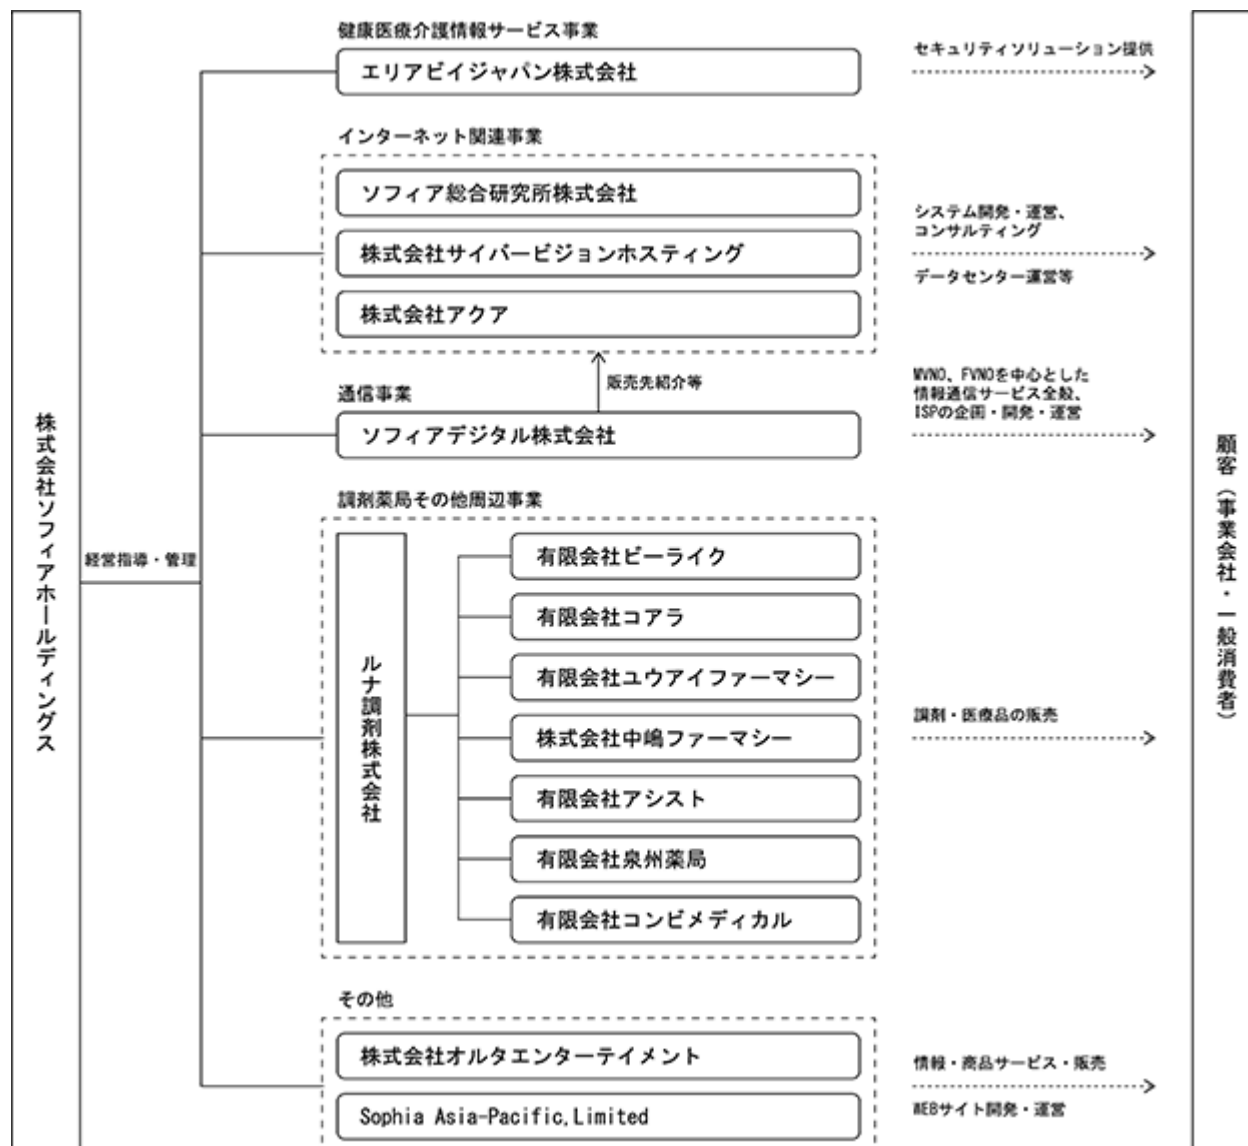 株式会社ソフィアホールディングス
経営指導・管理
健康医療介護情報サービス事業
エリアビイジャパン株式会社
セキュリティソリューション提供
インターネット関連事業
ソフィア総合研究所株式会社
株式会社サイバービジョンホスティング
株式会社アクア
システム開発・運営、
コンサルティング
データセンター運営等
販売先紹介等
通信事業
ソフィアデジタル株式会社
MVNO、FVNOを中心とした
情報通信サービス全般、
ISPの企画・開発・運営
調剤薬局その他周辺事業
ルナ調剤株式会社
有限会社ビーライク
有限会社コアラ
有限会社ユウアイファーマシー
株式会社中嶋ファーマシー
有限会社アシスト
有限会社泉州薬局
有限会社コンビメディカル
調剤・医療品の販売
その他
株式会社オルタエンターテイメント
Sophia Asia-Pacific,Limited
情報・商品サービス・販売
WEBサイト開発・運営
顧客（事業会社・一般消費者）